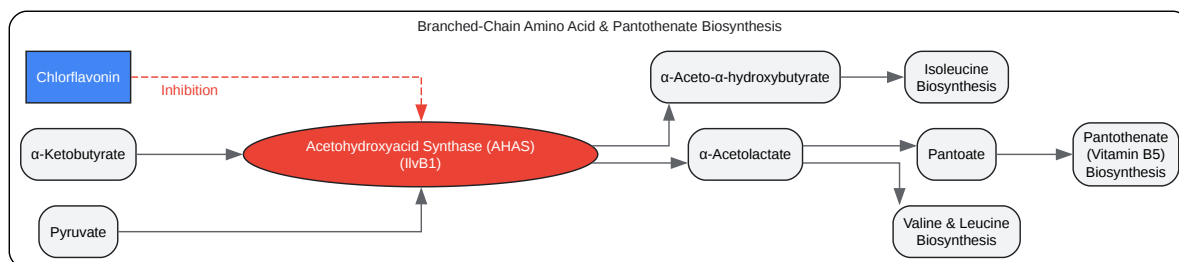 Branched-Chain Amino Acid & Pantothenate Biosynthesis
Chlorflavonin
Inhibition
α-Aceto-α-hydroxybutyrate
Isoleucine
Biosynthesis
α-Ketobutyrate
Acetohydroxyacid Synthase (AHAS)
(IlvB1)
α-Acetolactate
Pantoate
Pantothenate
(Vitamin B5)
Biosynthesis
Pyruvate
Valine & Leucine
Biosynthesis